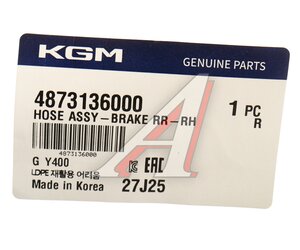 KGM
GENUINE PARTS
4873136000
HOSE ASSY-BRAKE RR-RH
1 PC
R
4873136000
G Y400
LDPE 재활용 어려움
Made in Korea
EAC
27J25